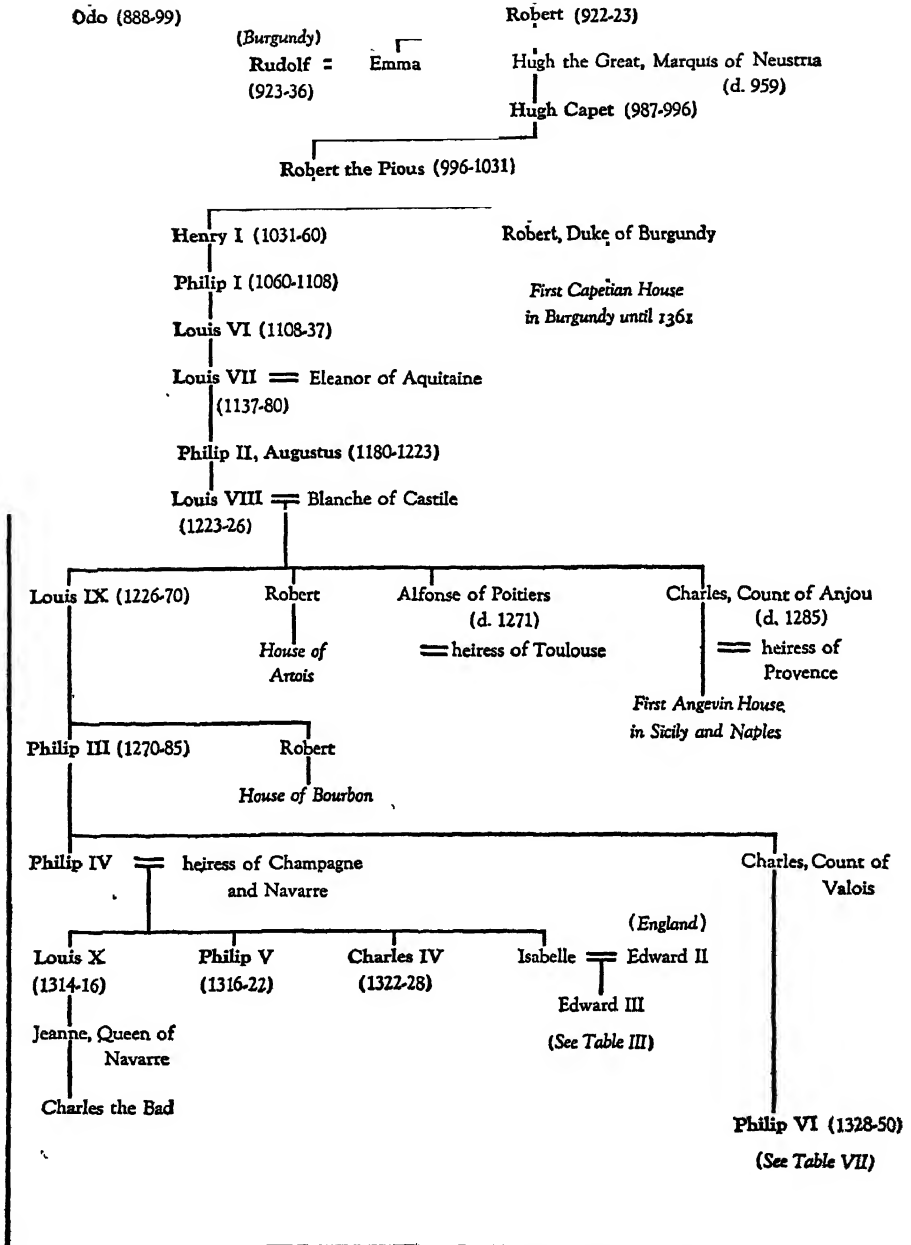 Odo (888-99)
Robert (922-23)
(Burgundy)
Rudolf = Emma
(923-36)
Hugh the Great, Marquis of Neustria
(d. 959)
Hugh Capet (987-996)
Robert the Pious (996-1031)
Henry I (1031-60)
Robert, Duke of Burgundy
Philip I (1060-1108)
First Capetian House
in Burgundy until 1361
Louis VI (1108-37)
Louis VII = Eleanor of Aquitaine
(1137-80)
Philip II, Augustus (1180-1223)
Louis VIII = Blanche of Castile
(1223-26)
Louis IX (1226-70)
Robert
House of
Artois
Alfonse of Poitiers
(d. 1271)
= heiress of Toulouse
Charles, Count of Anjou
(d. 1285)
= heiress of
Provence
First Angevin House
in Sicily and Naples
Philip III (1270-85)
Robert
House of Bourbon
Philip IV = heiress of Champagne
and Navarre
Charles, Count of
Valois
Louis X
(1314-16)
Philip V
(1316-22)
Charles IV
(1322-28)
(England)
Isabelle = Edward II
Edward III
(See Table III)
Jeanne, Queen of
Navarre
Charles the Bad
Philip VI (1328-50)
(See Table VII)